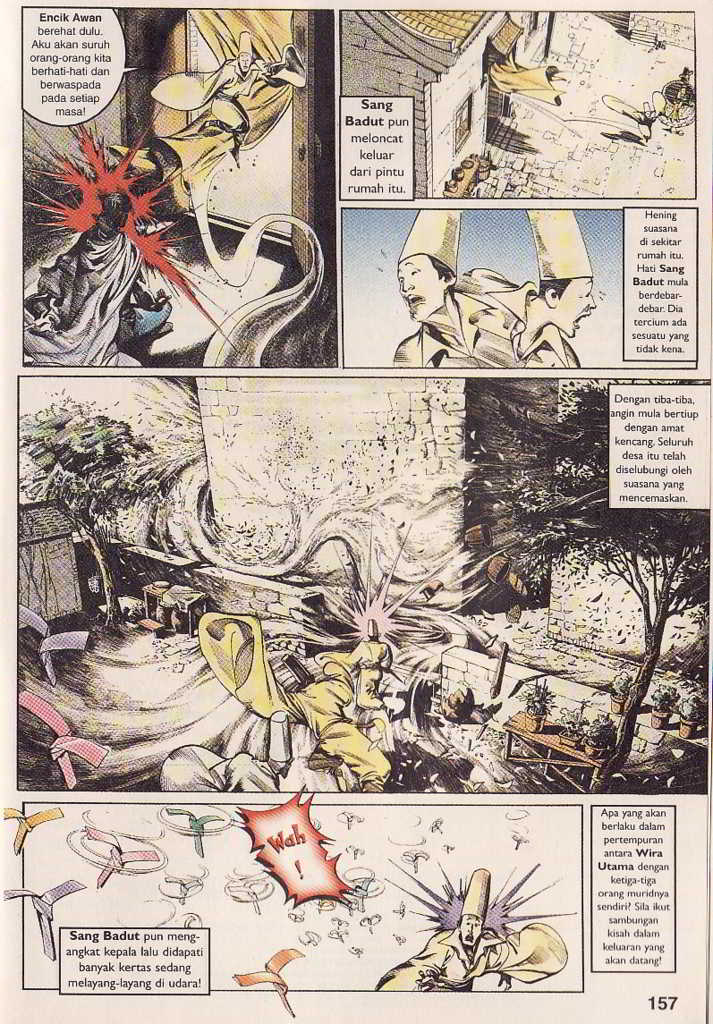 Encik Awan
berehat dulu.
Aku akan suruh
orang-orang kita
berhati-hati dan
berwaspada
pada setiap
masa!
Sang
Badut pun
meloncat
keluar
dari pintu
rumah itu.
Hening
suasana
di sekitar
rumah itu.
Hati Sang
Badut mula
berdebar-
debar. Dia
tercium ada
sesuatu yang
tidak kena.
Dengan tiba-tiba,
angin mula bertiup
dengan amat
kencang. Seluruh
desa itu telah
diselubungi oleh
suasana yang
mencemaskan.
Wah
!
Sang Badut pun meng-
angkat kepala lalu didapati
banyak kertas sedang
melayang-layang di udara!
Apa yang akan
berlaku dalam
pertempuran
antara Wira
Utama dengan
ketiga-tiga
orang muridnya
sendiri? Sila ikut
sambungan
kisah dalam
keluaran yang
akan datang!
157